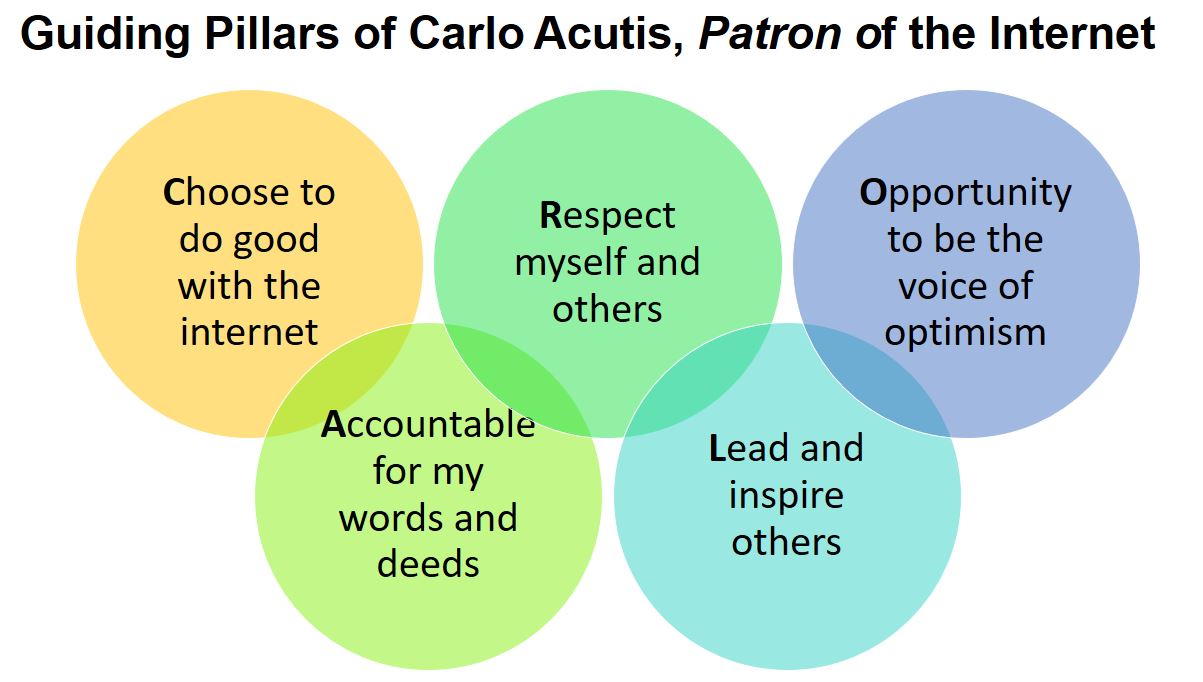 Guiding Pillars of Carlo Acutis, Patron of the Internet
Choose to
do good
with the
internet
Accountable
for my
words and
deeds
Respect
myself and
others
Lead and
inspire
others
Opportunity
to be the
voice of
optimism